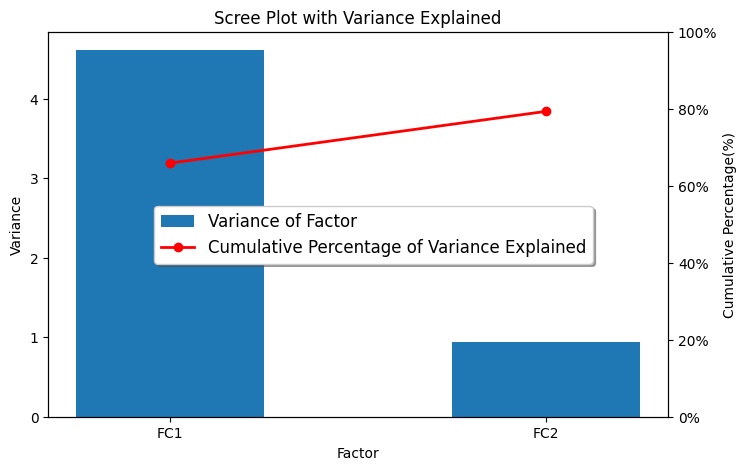 Scree Plot with Variance Explained
Variance
4
3
2
1
0
100%
80%
60%
40%
20%
0%
Cumulative Percentage(%)
Variance of Factor
Cumulative Percentage of Variance Explained
FC1
FC2
Factor